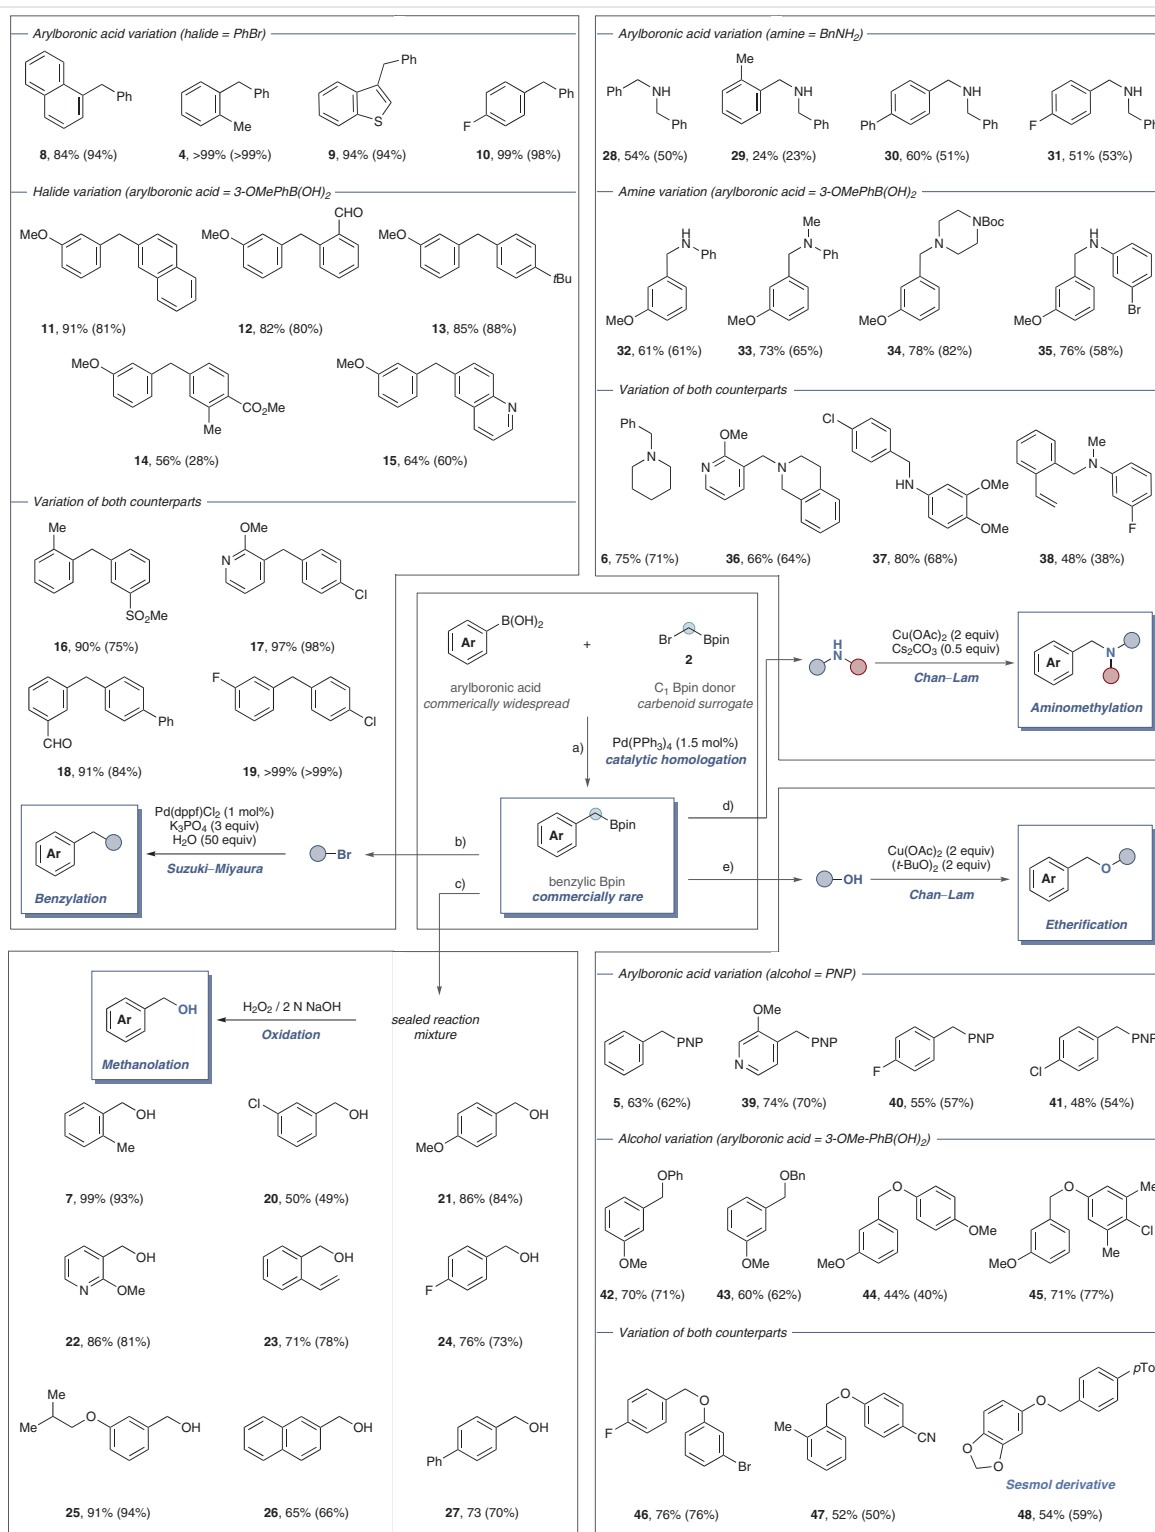 Arylboronic acid variation (halide = PhBr)
Ph
Ph
Me
Ph
S
F
Ph
8, 84% (94%)
4, >99% (>99%)
9, 94% (94%)
10, 99% (98%)
Halide variation (arylboronic acid = 3-OMePhB(OH)2
MeO
MeO
CHO
MeO
tBu
11, 91% (81%)
12, 82% (80%)
13, 85% (88%)
MeO
CO2Me
Me
MeO
N
14, 56% (28%)
15, 64% (60%)
Variation of both counterparts
Me
SO2Me
OMe
N
Cl
16, 90% (75%)
17, 97% (98%)
CHO
Ph
F
Cl
18, 91% (84%)
19, >99% (>99%)
Ar
Benzylation
Pd(dppf)Cl2 (1 mol%)
K3PO4 (3 equiv)
H2O (50 equiv)
Suzuki–Miyaura
Br
b)
c)
Ar
B(OH)2
+
Br
Bpin
2
arylboronic acid
commerically widespread
C1 Bpin donor
carbenoid surrogate
a)
Pd(PPh3)4 (1.5 mol%)
catalytic homologation
Ar
Bpin
benzylic Bpin
commercially rare
d)
e)
Arylboronic acid variation (amine = BnNH2)
Ph
NH
Ph
Me
NH
Ph
Ph
NH
Ph
F
NH
Ph
28, 54% (50%)
29, 24% (23%)
30, 60% (51%)
31, 51% (53%)
Amine variation (arylboronic acid = 3-OMePhB(OH)2
H
N
Ph
MeO
Me
N
Ph
MeO
NBoc
N
MeO
H
N
Br
MeO
32, 61% (61%)
33, 73% (65%)
34, 78% (82%)
35, 76% (58%)
Variation of both counterparts
Ph
N
OMe
N
N
Cl
HN
OMe
OMe
Me
N
F
6, 75% (71%)
36, 66% (64%)
37, 80% (68%)
38, 48% (38%)
H
N
Cu(OAc)2 (2 equiv)
Cs2CO3 (0.5 equiv)
Chan–Lam
Ar
N
Aminomethylation
OH
Cu(OAc)2 (2 equiv)
(t-BuO)2 (2 equiv)
Chan–Lam
Ar
O
Etherification
Ar
OH
Methanolation
H2O2 / 2 N NaOH
Oxidation
sealed reaction
mixture
OH
Me
Cl
OH
OH
MeO
7, 99% (93%)
20, 50% (49%)
21, 86% (84%)
OH
N
OMe
OH
OH
F
22, 86% (81%)
23, 71% (78%)
24, 76% (73%)
Me
Me
O
OH
OH
OH
Ph
25, 91% (94%)
26, 65% (66%)
27, 73 (70%)
Arylboronic acid variation (alcohol = PNP)
PNP
OMe
PNP
N
PNP
F
PNP
Cl
5, 63% (62%)
39, 74% (70%)
40, 55% (57%)
41, 48% (54%)
Alcohol variation (arylboronic acid = 3-OMe-PhB(OH)2)
OPh
OMe
OBn
OMe
O
OMe
MeO
O
Me
Cl
Me
MeO
42, 70% (71%)
43, 60% (62%)
44, 44% (40%)
45, 71% (77%)
Variation of both counterparts
O
F
Br
O
Me
CN
pTo
O
O
O
Sesmol derivative
46, 76% (76%)
47, 52% (50%)
48, 54% (59%)